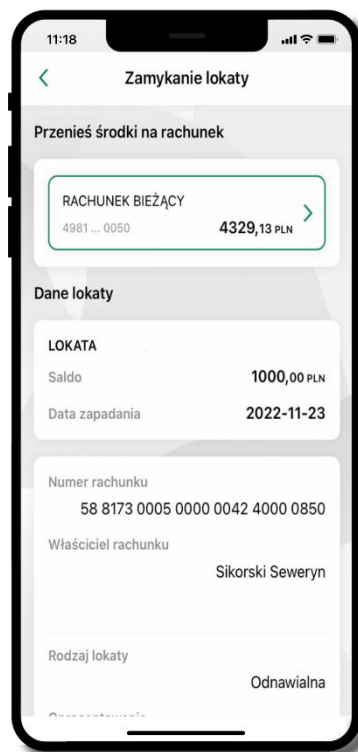 11:18
Zamykanie lokaty
Przenieś środki na rachunek
RACHUNEK BIEŻĄCY
4981 ... 0050 4329,13 PLN
Dane lokaty
LOKATA
Saldo 1000,00 PLN
Data zapadania 2022-11-23
Numer rachunku
58 8173 0005 0000 0042 4000 0850
Właściciel rachunku
Sikorski Seweryn
Rodzaj lokaty
Odnawialna